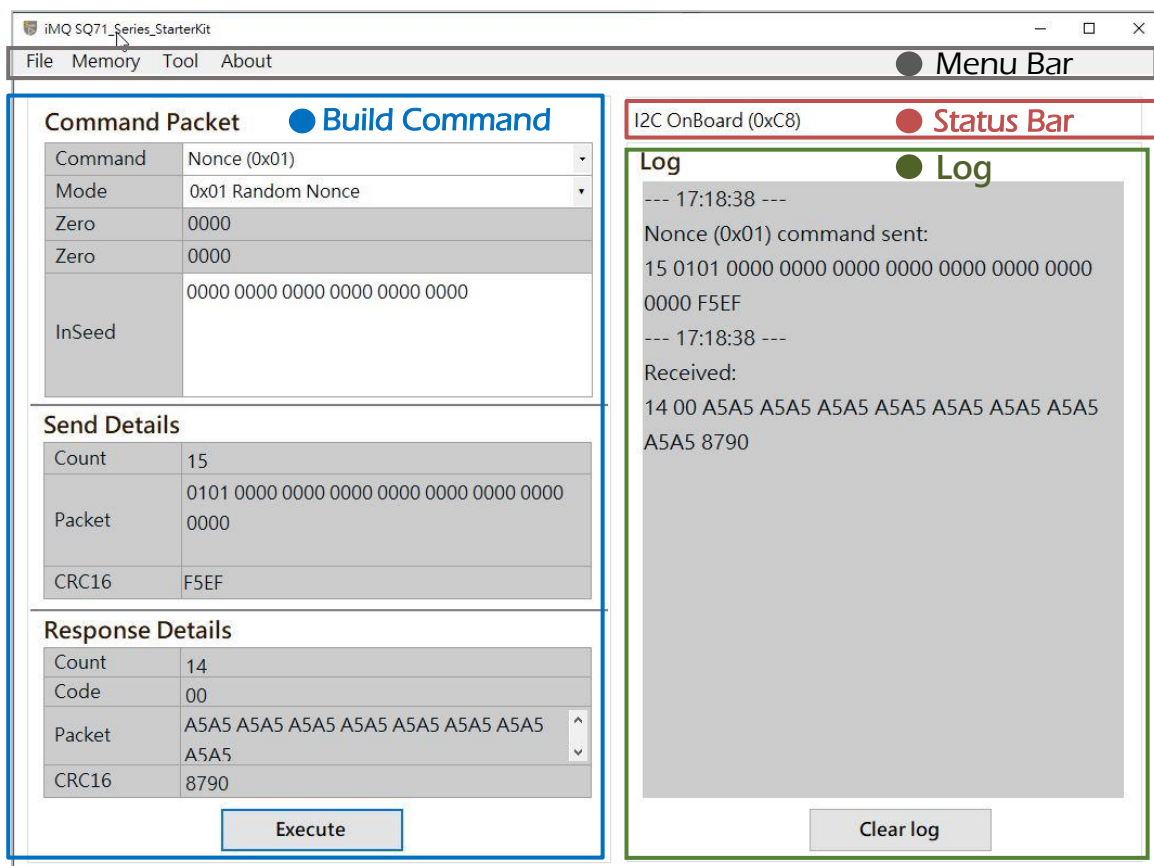 iMQ SQ71_Series_StarterKit
File Memory Tool About
Menu Bar
Command Packet
Build Command
Command
Nonce (0x01)
Mode
0x01 Random Nonce
Zero
0000
Zero
0000
InSeed
0000 0000 0000 0000 0000 0000
Send Details
Count
15
Packet
0101 0000 0000 0000 0000 0000 0000 0000
0000
CRC16
F5EF
Response Details
Count
14
Code
00
Packet
A5A5 A5A5 A5A5 A5A5 A5A5 A5A5 A5A5
A5A5
CRC16
8790
Execute
I2C OnBoard (0xC8)
Status Bar
Log
Log
--- 17:18:38 ---
Nonce (0x01) command sent:
15 0101 0000 0000 0000 0000 0000 0000 0000
0000 F5EF
--- 17:18:38 ---
Received:
14 00 A5A5 A5A5 A5A5 A5A5 A5A5 A5A5 A5A5
A5A5 8790
Clear log